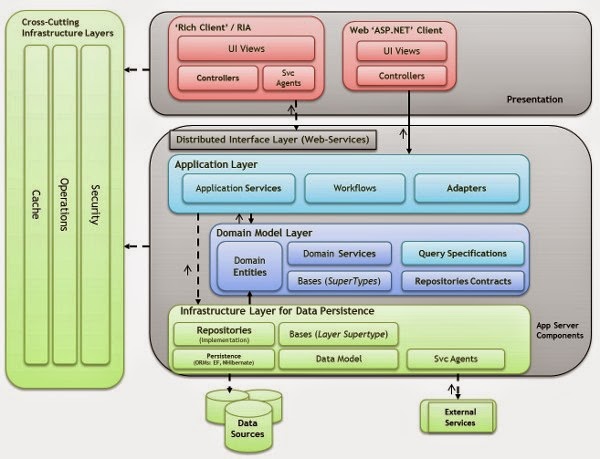 Cross-Cutting
Infrastructure Layers
Cache
Operations
Security
'Rich Client' / RIA
UI Views
Controllers
Svc
Agents
Web 'ASP.NET' Client
UI Views
Controllers
Presentation
Distributed Interface Layer (Web-Services)
Application Layer
Application Services
Workflows
Adapters
Domain Model Layer
Domain
Entities
Domain Services
Query Specifications
Bases (SuperTypes)
Repositories Contracts
Infrastructure Layer for Data Persistence
Repositories
(Implementation)
Bases (Layer Supertype)
Persistence
(ORMs: EF, NHibernate)
Data Model
Svc Agents
App Server
Components
Data
Sources
External
Services